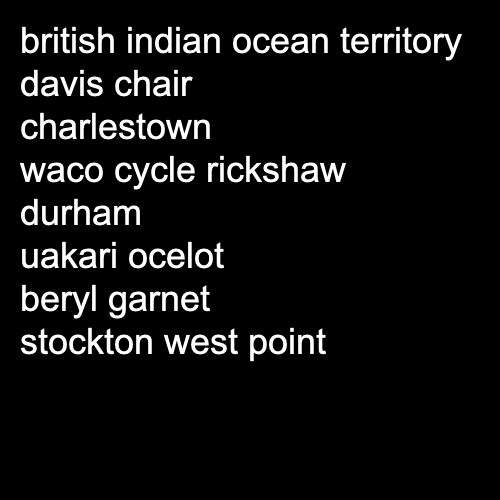 british indian ocean territory
davis chair
charlestown
waco cycle rickshaw
durham
uakari ocelot
beryl garnet
stockton west point